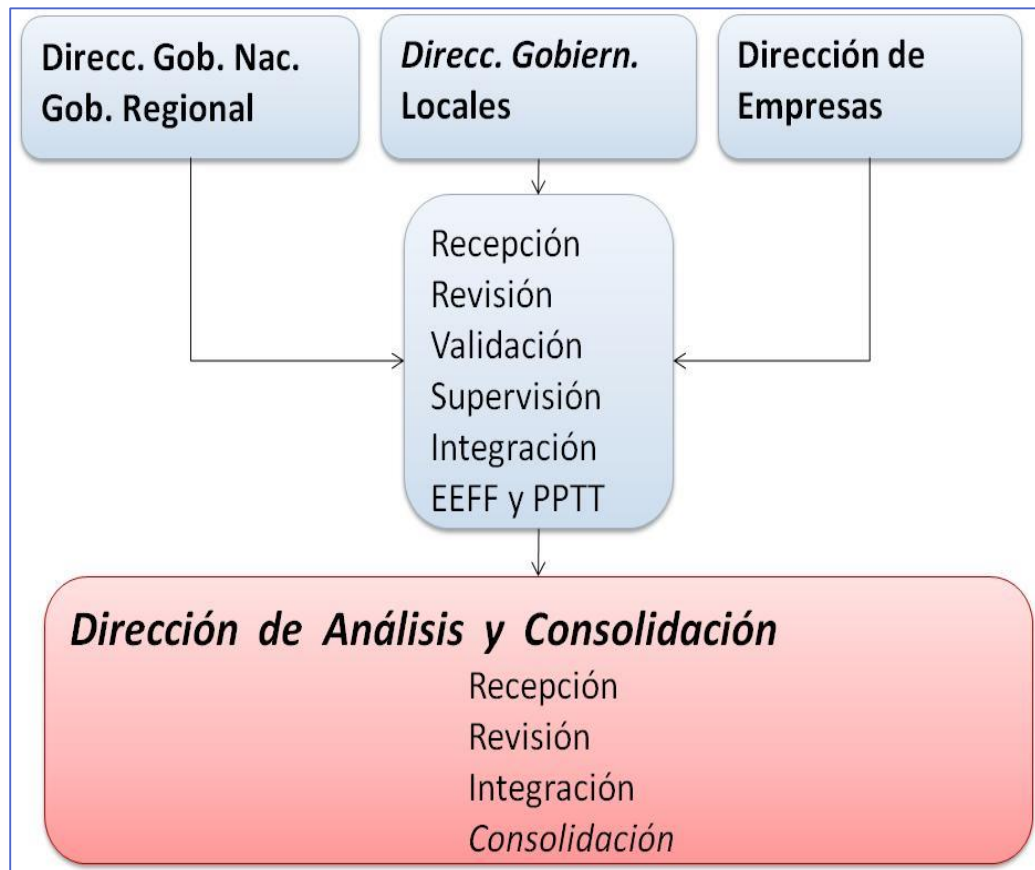 Direcc. Gob. Nac.
Gob. Regional
Direcc. Gobiern.
Locales
Dirección de
Empresas
Recepción
Revisión
Validación
Supervisión
Integración
EEFF y PPTT
Dirección de Análisis y Consolidación
Recepción
Revisión
Integración
Consolidación